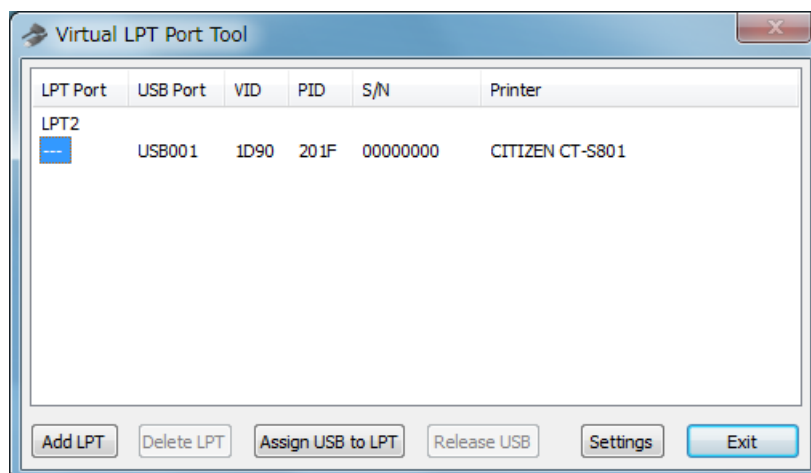 Virtual LPT Port Tool
LPT Port USB Port VID PID S/N Printer
LPT2
--- USB001 1D90 201F 00000000 CITIZEN CT-S801
Add LPT Delete LPT Assign USB to LPT Release USB Settings Exit